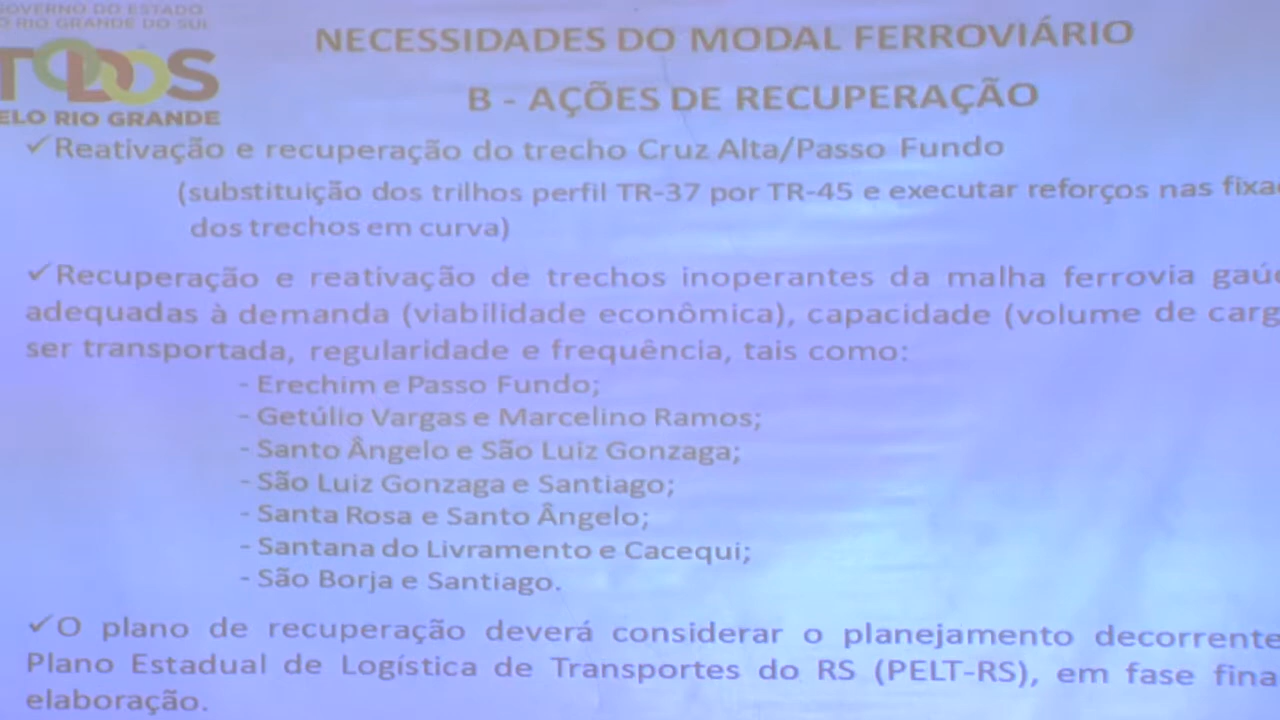 GOVERNO DO ESTADO
O RIO GRANDE DO SUL
TODOS
ELO RIO GRANDE
NECESSIDADES DO MODAL FERROVIÁRIO
B - AÇÕES DE RECUPERAÇÃO
✓Reativação e recuperação do trecho Cruz Alta/Passo Fundo
(substituição dos trilhos perfil TR-37 por TR-45 e executar reforços nas
dos trechos em curva)
✓Recuperação e reativação de trechos inoperantes da malha ferrovia
adequadas à demanda (viabilidade econômica), capacidade (volume de
ser transportada, regularidade e frequência, tais como:
- Erechim e Passo Fundo;
- Getúlio Vargas e Marcelino Ramos;
- Santo Ângelo e São Luiz Gonzaga;
- São Luiz Gonzaga e Santiago;
- Santa Rosa e Santo Ângelo;
- Santana do Livramento e Cacequi;
- São Borja e Santiago.
✓O plano de recuperação deverá considerar o planejamento decorrente
Plano Estadual de Logística de Transportes do RS (PELT-RS), em fase
elaboração.